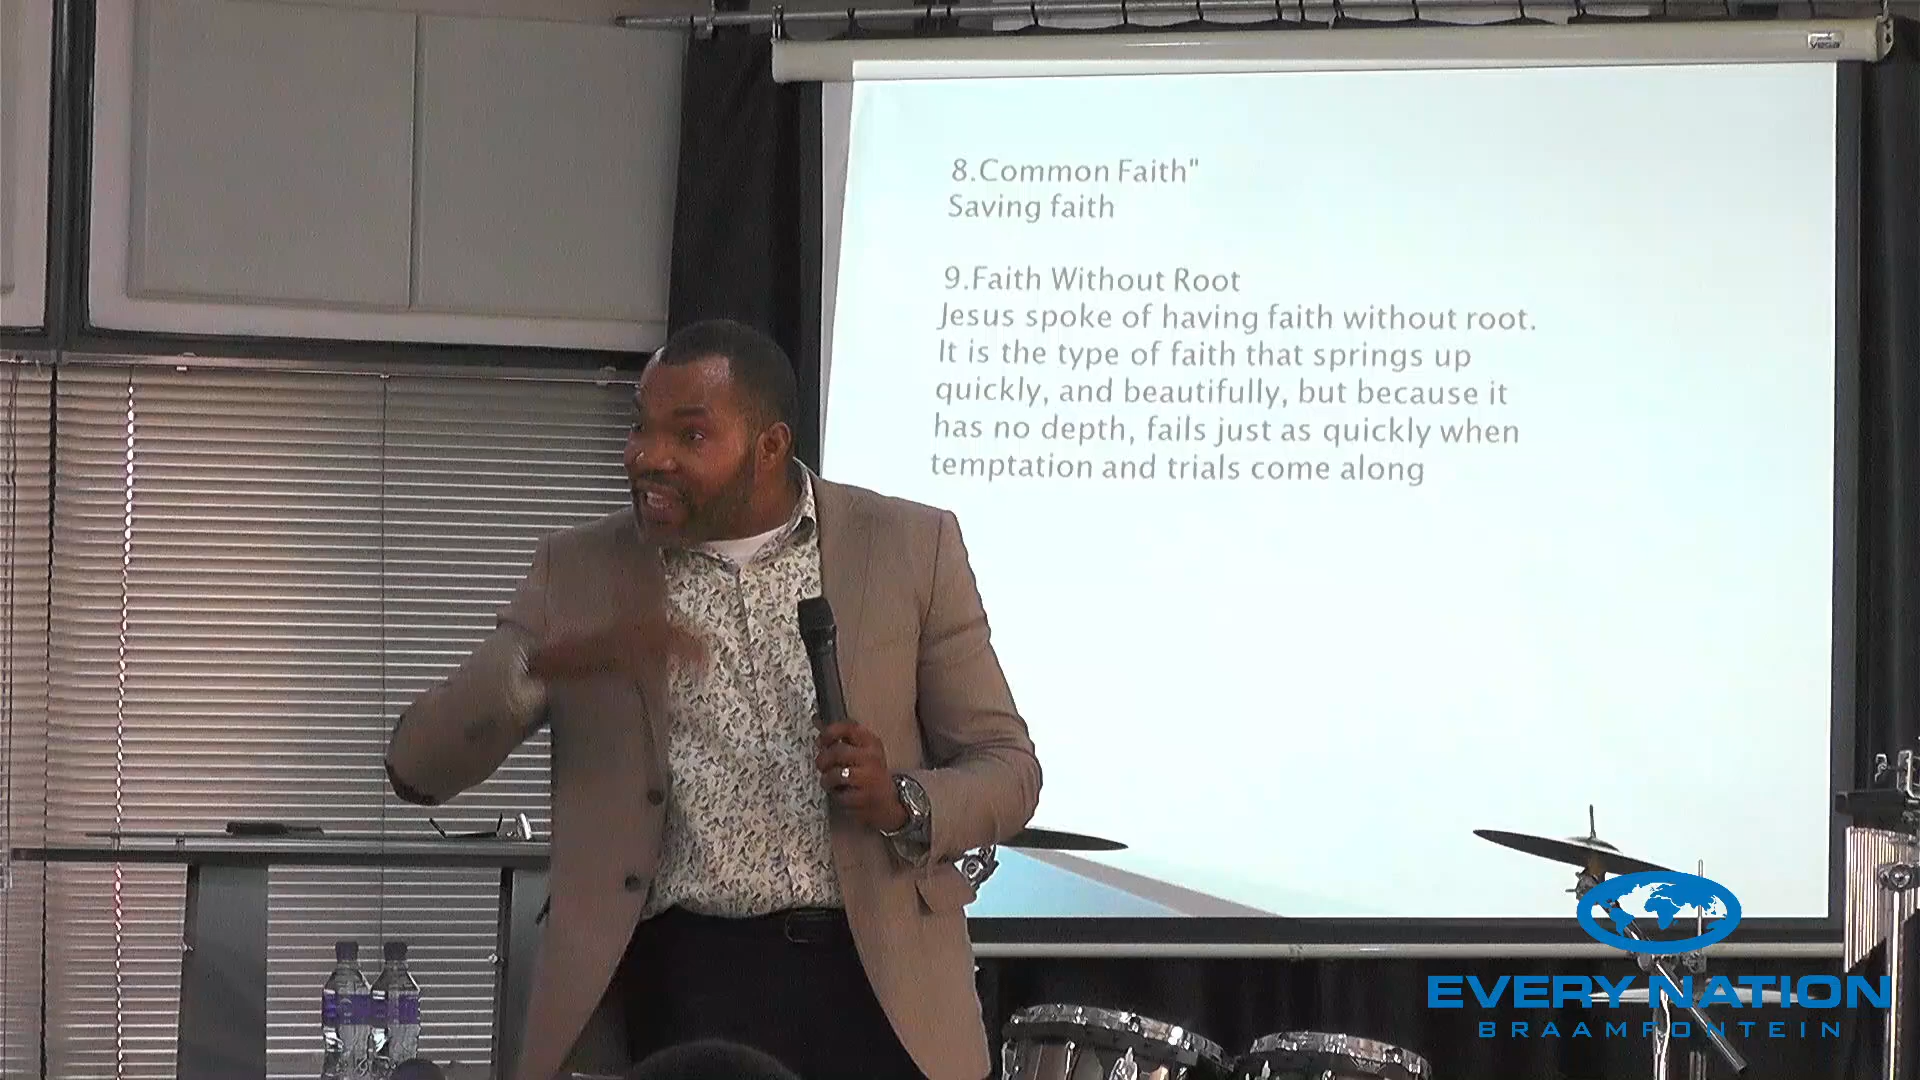 8.Common Faith"
Saving faith
9.Faith Without Root
Jesus spoke of having faith without root.
It is the type of faith that springs up
quickly, and beautifully, but because it
has no depth, fails just as quickly when
temptation and trials come along
EVERY NATION
BRAAMFONTEIN